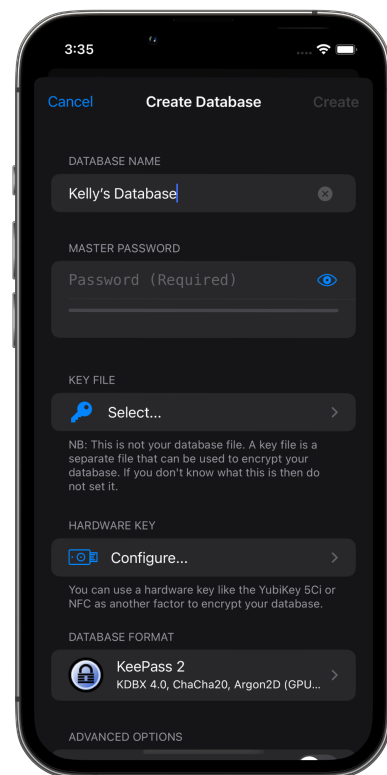 3:35
Cancel
Create Database
Create
DATABASE NAME
Kelly's Database
MASTER PASSWORD
Password (Required)
KEY FILE
Select...
NB: This is not your database file. A key file is a
separate file that can be used to encrypt your
database. If you don't know what this is then do
not set it.
HARDWARE KEY
Configure...
You can use a hardware key like the YubiKey 5Ci or
NFC as another factor to encrypt your database.
DATABASE FORMAT
KeePass 2
KDBX 4.0, ChaCha20, Argon2D (GPU...
ADVANCED OPTIONS